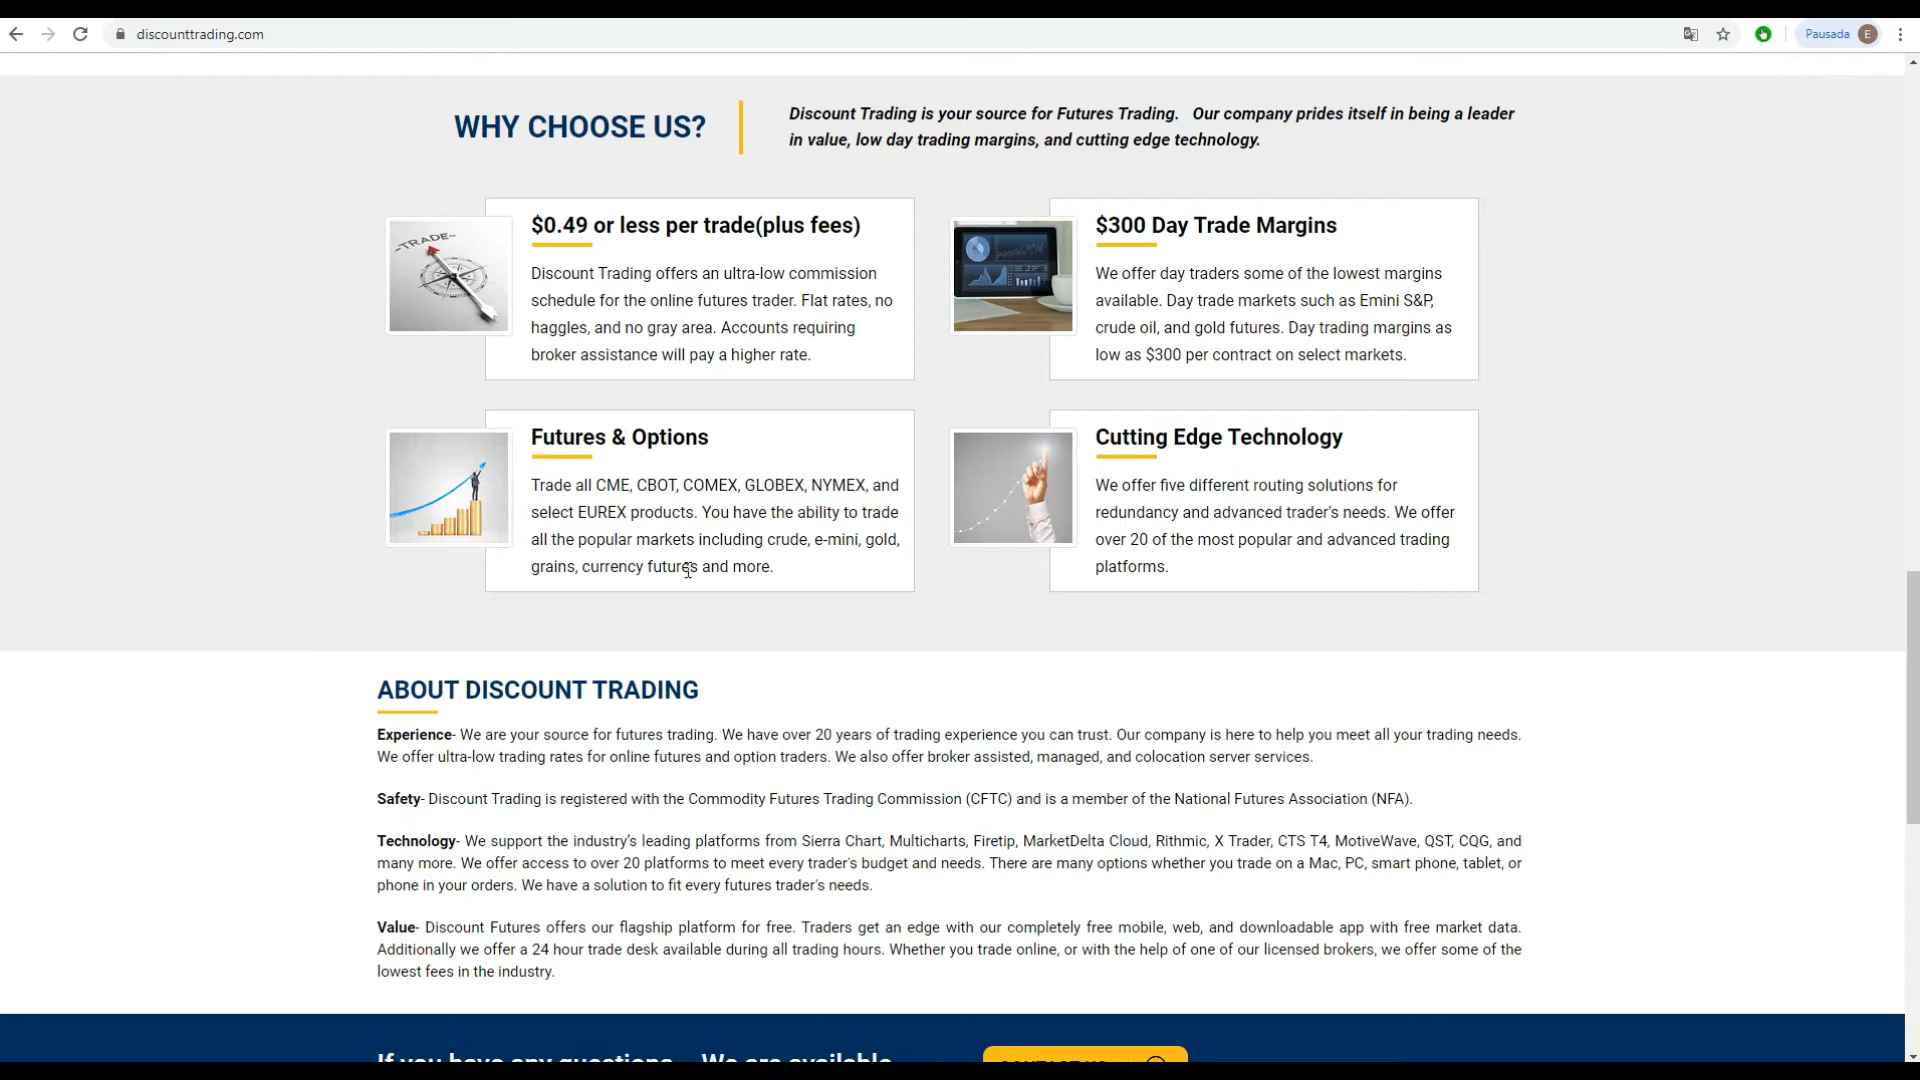 discounttrading.com
Pausada E
WHY CHOOSE US?
Discount Trading is your source for Futures Trading. Our company prides itself in being a leader
in value, low day trading margins, and cutting edge technology.
-TRADE-
$0.49 or less per trade(plus fees)
Discount Trading offers an ultra-low commission
schedule for the online futures trader. Flat rates, no
haggles, and no gray area. Accounts requiring
broker assistance will pay a higher rate.
$300 Day Trade Margins
We offer day traders some of the lowest margins
available. Day trade markets such as Emini S&P,
crude oil, and gold futures. Day trading margins as
low as $300 per contract on select markets.
Futures & Options
Trade all CME, CBOT, COMEX, GLOBEX, NYMEX, and
select EUREX products. You have the ability to trade
all the popular markets including crude, e-mini, gold,
grains, currency futures and more.
Cutting Edge Technology
We offer five different routing solutions for
redundancy and advanced trader's needs. We offer
over 20 of the most popular and advanced trading
platforms.
ABOUT DISCOUNT TRADING
Experience- We are your source for futures trading. We have over 20 years of trading experience you can trust. Our company is here to help you meet all your trading needs.
We offer ultra-low trading rates for online futures and option traders. We also offer broker assisted, managed, and colocation server services.
Safety- Discount Trading is registered with the Commodity Futures Trading Commission (CFTC) and is a member of the National Futures Association (NFA).
Technology- We support the industry's leading platforms from Sierra Chart, Multicharts, Firetip, MarketDelta Cloud, Rithmic, X Trader, CTS T4, MotiveWave, QST, CQG, and
many more. We offer access to over 20 platforms to meet every trader's budget and needs. There are many options whether you trade on a Mac, PC, smart phone, tablet, or
phone in your orders. We have a solution to fit every futures trader's needs.
Value- Discount Futures offers our flagship platform for free. Traders get an edge with our completely free mobile, web, and downloadable app with free market data.
Additionally we offer a 24 hour trade desk available during all trading hours. Whether you trade online, or with the help of one of our licensed brokers, we offer some of the
lowest fees in the industry.
If you have any questions... We are available
CONTACT US